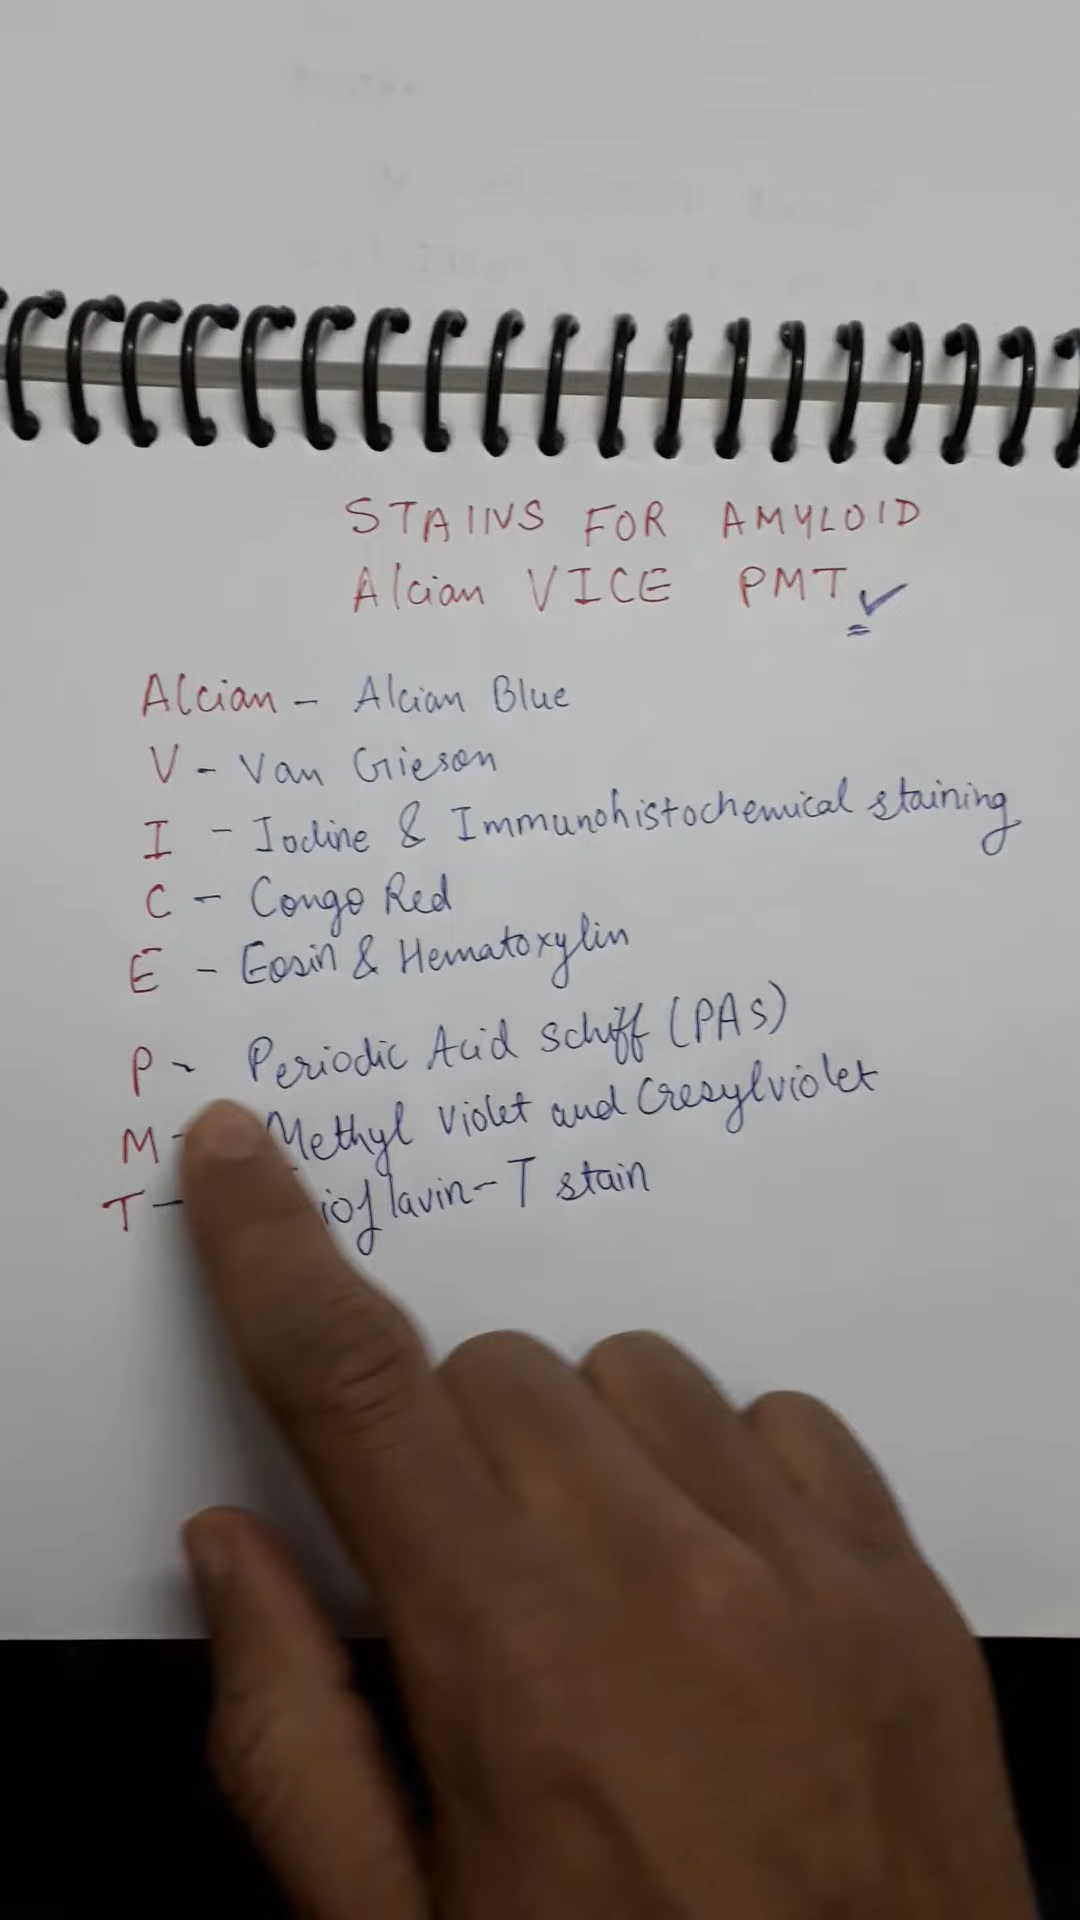 STAINS FOR AMYLOID
Alcian VICE PMT
Alcian - Alcian Blue
V - Van Gieson
I - Iodine & Immunohistochemical staining
C - Congo Red
E - Eosin & Hematoxylin
P - Periodic Acid Schiff (PAS)
M - Methyl violet and Cresylviolet
T - ioflavin-T stain